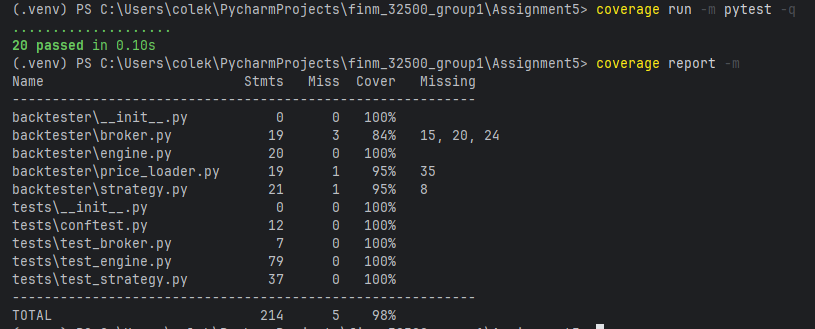 (.venv) PS C:\Users\colek\PycharmProjects\finm_32500_group1\Assignment5> coverage run -m pytest -q
....................
20 passed in 0.10s
(.venv) PS C:\Users\colek\PycharmProjects\finm_32500_group1\Assignment5> coverage report -m
Name                          Stmts   Miss  Cover   Missing
----------------------------------------------------------
backtester\__init__.py            0      0   100%
backtester\broker.py             19      3    84%   15, 20, 24
backtester\engine.py             20      0   100%
backtester\price_loader.py       19      1    95%   35
backtester\strategy.py           21      1    95%   8
tests\__init__.py                 0      0   100%
tests\conftest.py                12      0   100%
tests\test_broker.py              7      0   100%
tests\test_engine.py             79      0   100%
tests\test_strategy.py           37      0   100%
----------------------------------------------------------
TOTAL                           214      5    98%